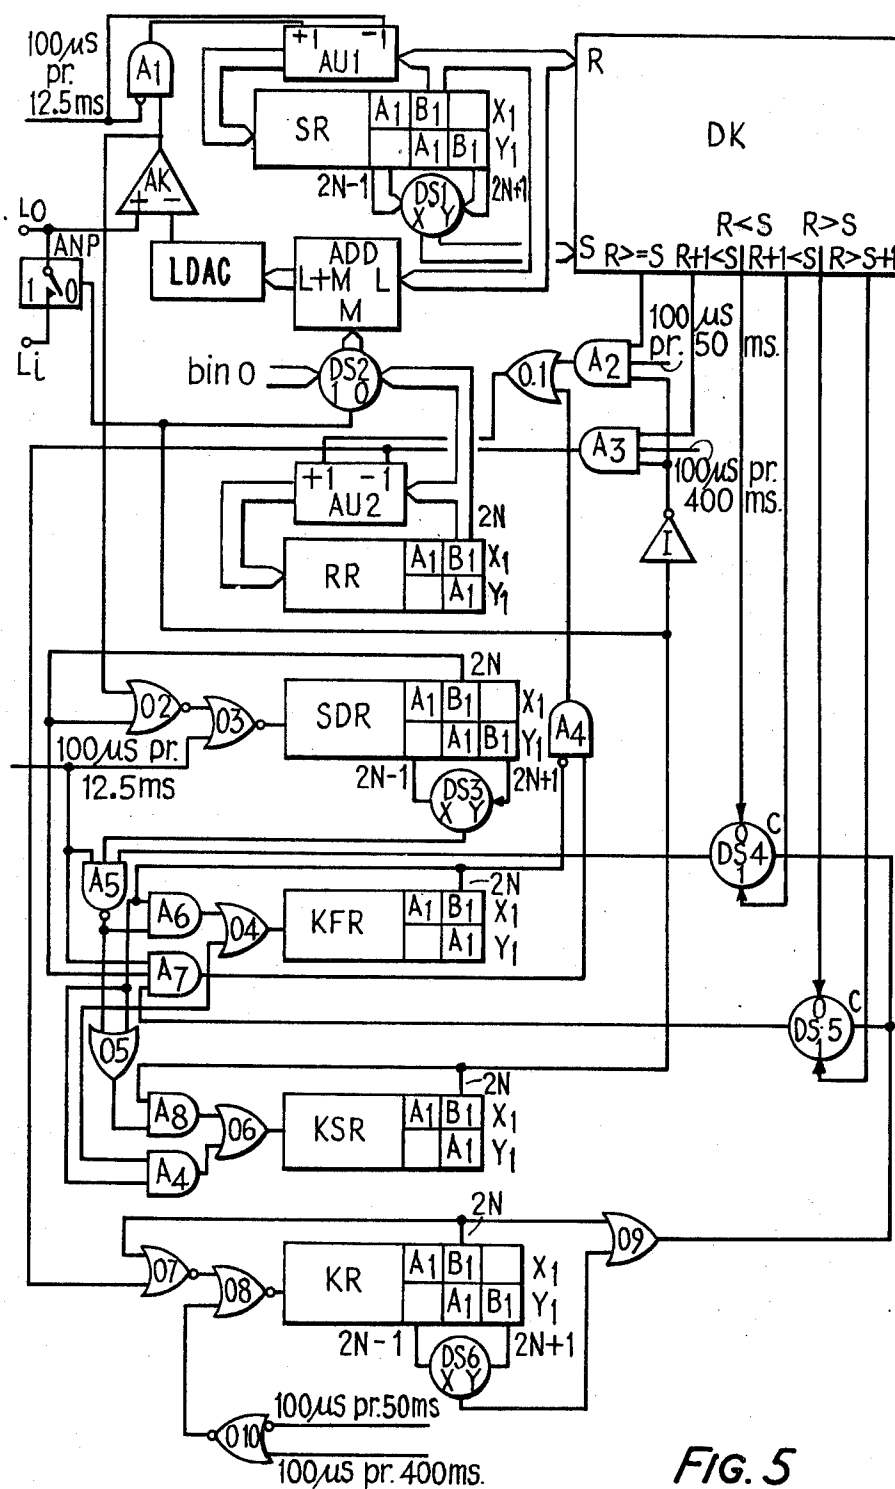 100µS
pr.
12.5ms
A1
+1 -1
AU1
R
DK
SR
A1 B1
X1
A1 B1
Y1
2N-1
DS1
X Y
2N+1
AK
+ -
L0
ANP
1 0
Li
LDAC
ADD
L+M L
M
S
R<S R>S
R>=S R+1<S R+1<S R>S+1
100µS
pr. 50 ms.
bin 0
DS2
1 0
0.1
A2
A3
100µS pr.
400 ms.
+1 -1
AU2
2N
I
RR
A1 B1
X1
A1
Y1
2N
02
03
SDR
A1 B1
X1
A1 B1
Y1
A4
100µS pr.
12.5ms
2N-1
DS3
X Y
2N+1
0
DS4
1
C
A5
2N
A6
04
KFR
A1 B1
X1
A1
Y1
A7
0
DS5
1
C
05
2N
A8
06
KSR
A1 B1
X1
A1
Y1
A4
2N
07
08
KR
A1 B1
X1
A1 B1
Y1
09
2N-1
DS6
X Y
2N+1
010
100µS pr.50ms
100µS pr. 400ms.
FIG. 5